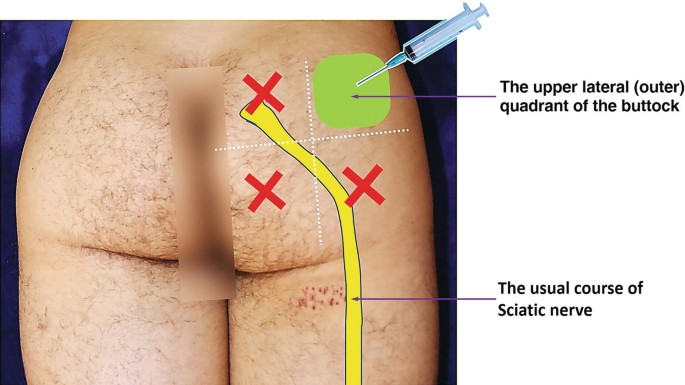 The upper lateral (outer)
quadrant of the buttock
The usual course of
Sciatic nerve